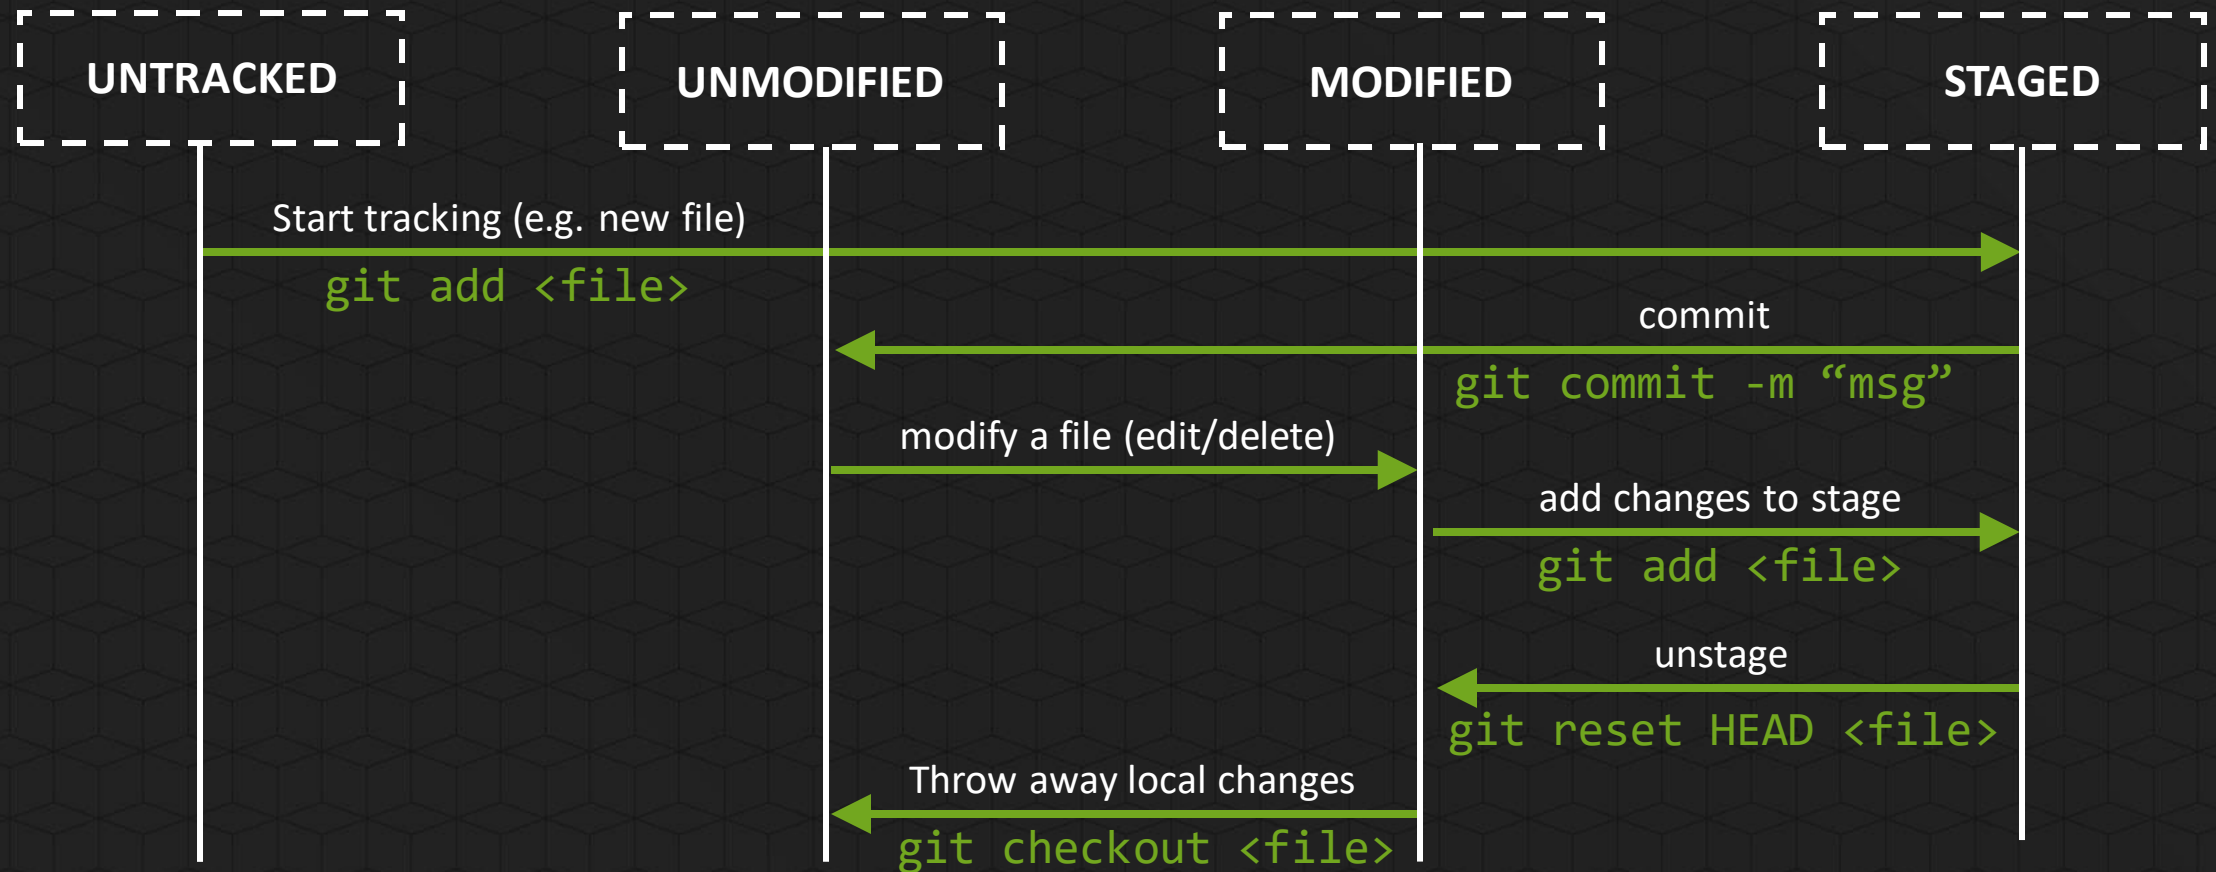 UNTRACKED
UNMODIFIED
MODIFIED
STAGED
Start tracking (e.g. new file)
git add <file>
commit
git commit -m “msg”
modify a file (edit/delete)
add changes to stage
git add <file>
unstage
git reset HEAD <file>
Throw away local changes
git checkout <file>